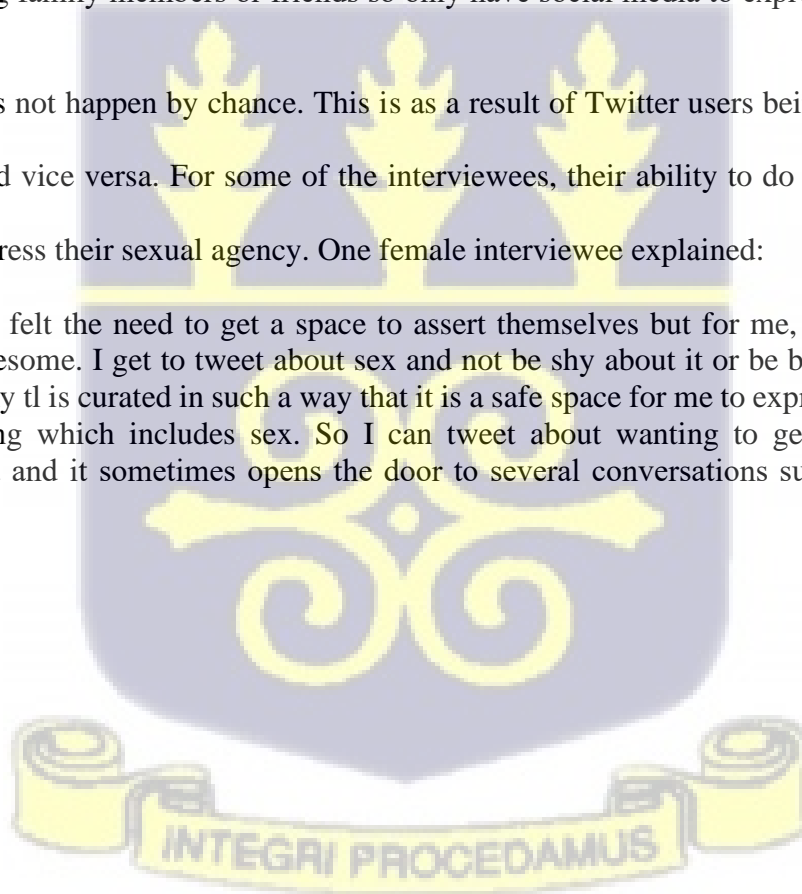 g family members or friends so only have social media to expr
s not happen by chance. This is as a result of Twitter users bei
d vice versa. For some of the interviewees, their ability to do
ress their sexual agency. One female interviewee explained:
felt the need to get a space to assert themselves but for me,
esome. I get to tweet about sex and not be shy about it or be b
y tl is curated in such a way that it is a safe space for me to expr
ng which includes sex. So I can tweet about wanting to ge
and it sometimes opens the door to several conversations su
INTEGRI PROCEDAMUS